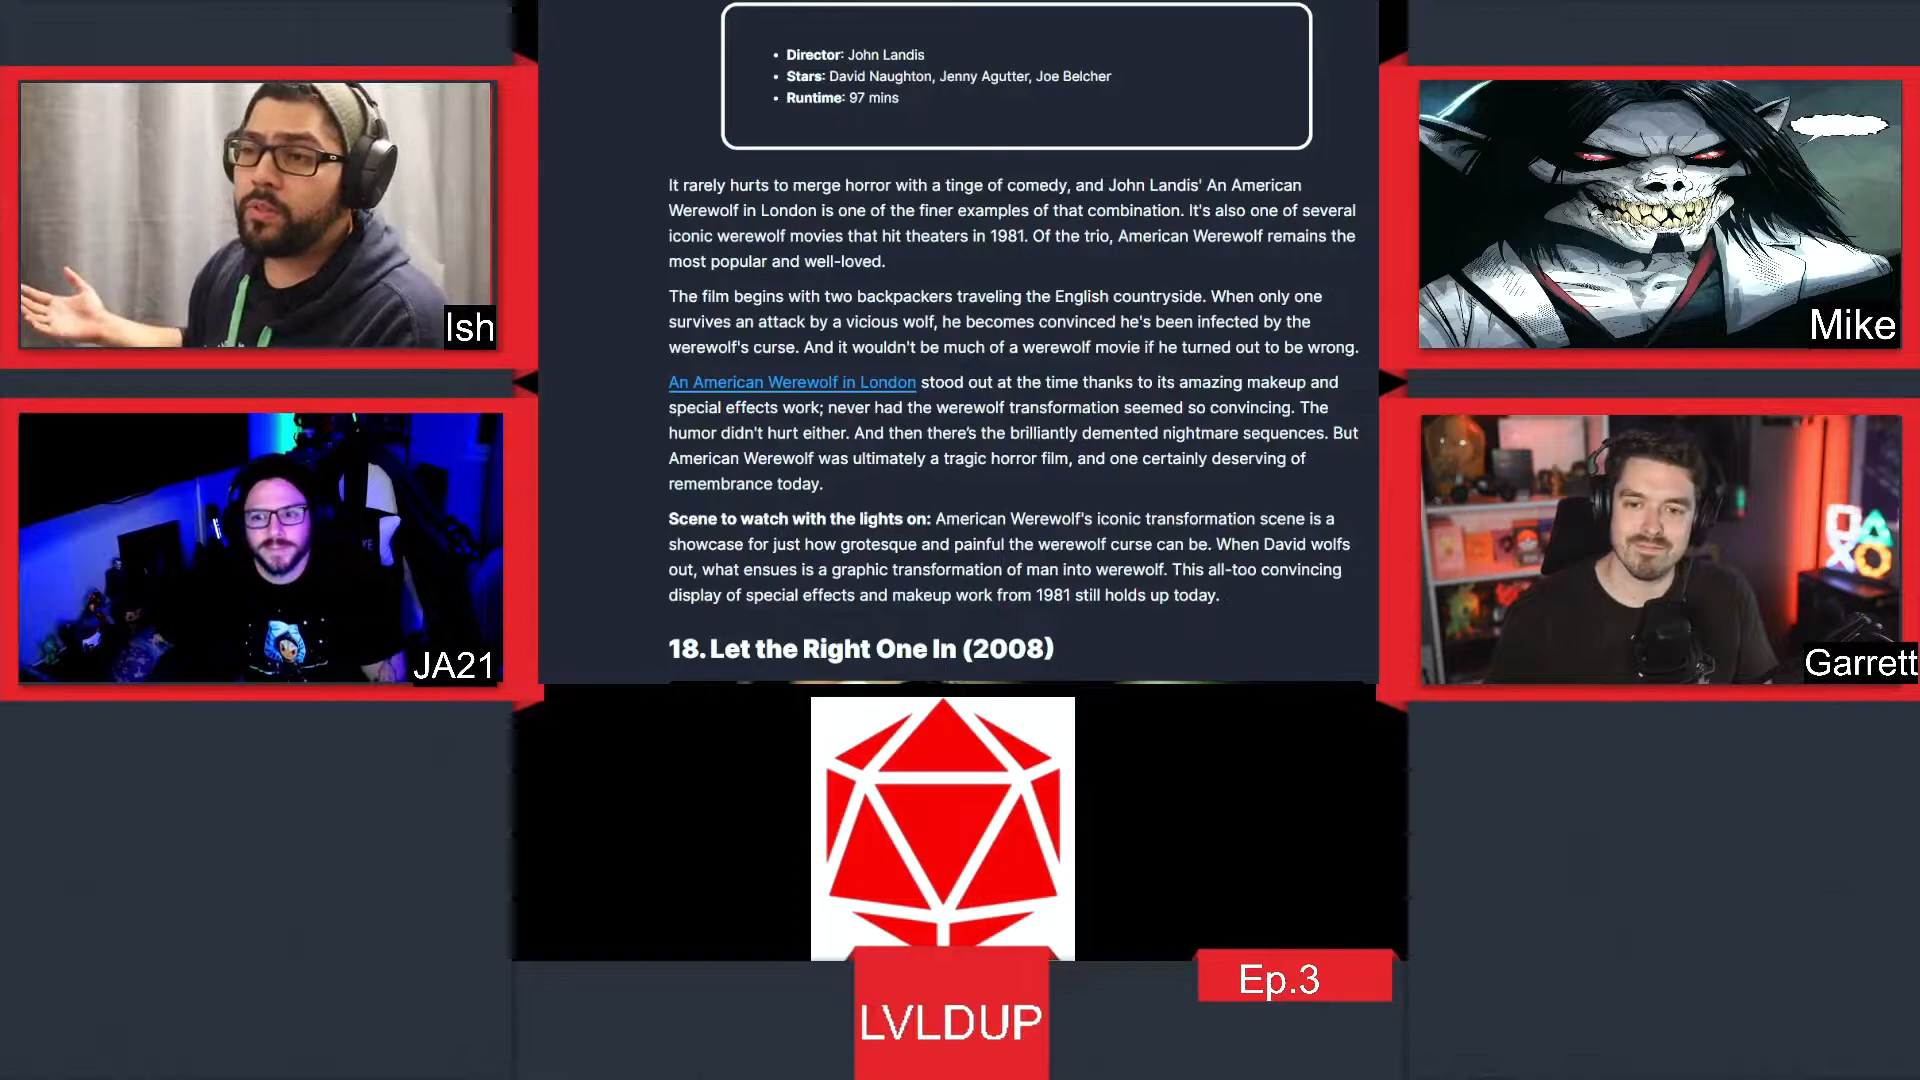 • Director: John Landis
• Stars: David Naughton, Jenny Agutter, Joe Belcher
• Runtime: 97 mins
It rarely hurts to merge horror with a tinge of comedy, and John Landis' An American
Werewolf in London is one of the finer examples of that combination. It's also one of several
iconic werewolf movies that hit theaters in 1981. Of the trio, American Werewolf remains the
most popular and well-loved.
The film begins with two backpackers traveling the English countryside. When only one
survives an attack by a vicious wolf, he becomes convinced he's been infected by the
werewolf's curse. And it wouldn't be much of a werewolf movie if he turned out to be wrong.
An American Werewolf in London stood out at the time thanks to its amazing makeup and
special effects work; never had the werewolf transformation seemed so convincing. The
humor didn't hurt either. And then there's the brilliantly demented nightmare sequences. But
American Werewolf was ultimately a tragic horror film, and one certainly deserving of
remembrance today.
Scene to watch with the lights on: American Werewolf's iconic transformation scene is a
showcase for just how grotesque and painful the werewolf curse can be. When David wolfs
out, what ensues is a graphic transformation of man into werewolf. This all-too convincing
display of special effects and makeup work from 1981 still holds up today.
18. Let the Right One In (2008)
Ish
Mike
JA21
Garrett
Ep.3
LVLDUP